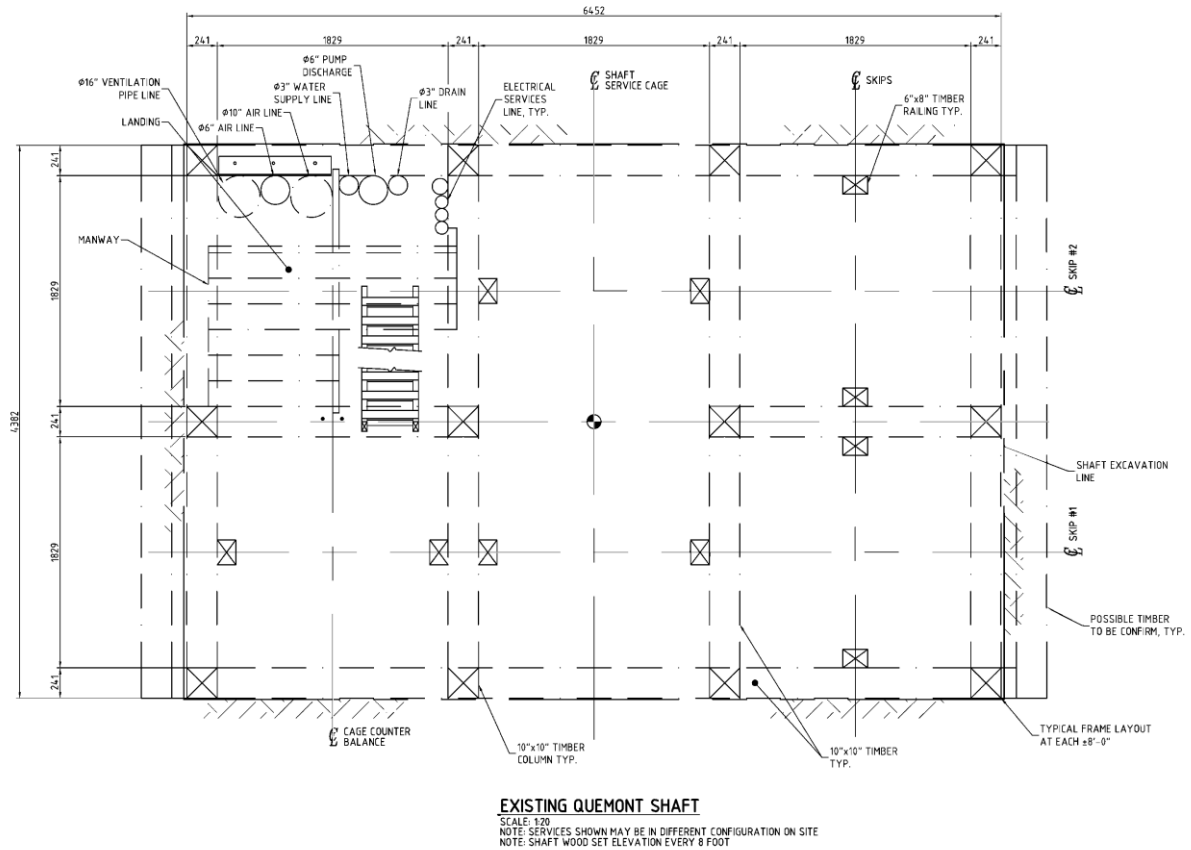 6452
241
1829
241
1829
241
1829
241
Ø16" VENTILATION
PIPE LINE
LANDING
Ø10" AIR LINE
Ø6" AIR LINE
Ø6" PUMP
DISCHARGE
Ø3" WATER
SUPPLY LINE
Ø3" DRAIN
LINE
ELECTRICAL
SERVICES
LINE, TYP.
℄ SHAFT
SERVICE CAGE
℄ SKIPS
6"x8" TIMBER
RAILING TYP.
MANWAY
4382
241
1829
241
1829
241
℄ SKIP #2
℄ SKIP #1
SHAFT EXCAVATION
LINE
POSSIBLE TIMBER
TO BE CONFIRM, TYP.
TYPICAL FRAME LAYOUT
AT EACH ±8'-0"
℄ CAGE COUNTER
BALANCE
10"x10" TIMBER
COLUMN TYP.
10"x10" TIMBER
TYP.
EXISTING QUEMONT SHAFT
SCALE: 1:20
NOTE: SERVICES SHOWN MAY BE IN DIFFERENT CONFIGURATION ON SITE
NOTE: SHAFT WOOD SET ELEVATION EVERY 8 FOOT